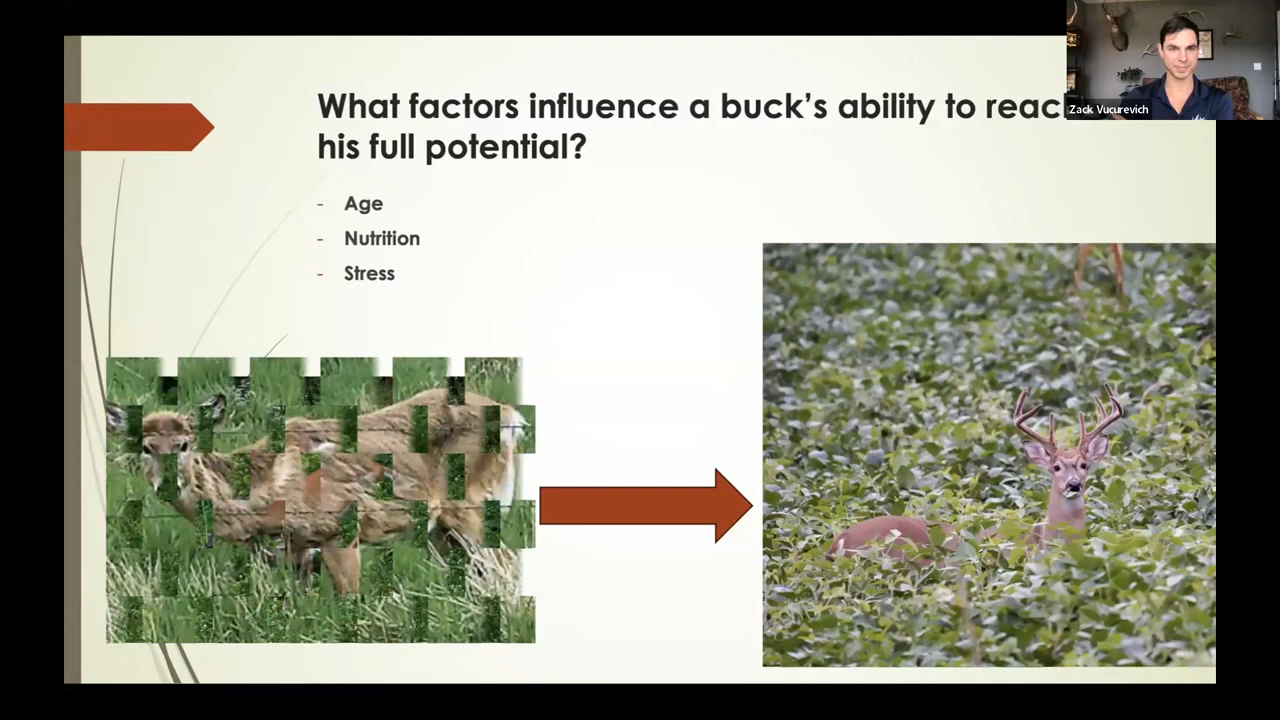 What factors influence a buck's ability to reac
his full potential?
- Age
- Nutrition
- Stress
Zack Vucurevich